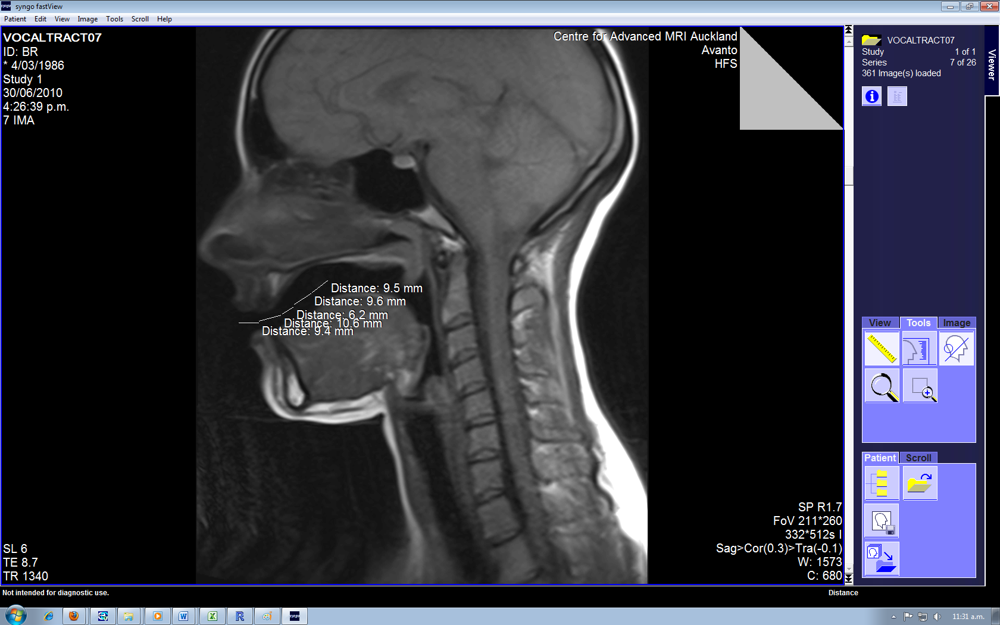 syngo syngo fastView
Patient Edit View Image Tools Scroll Help
VOCALTRACT07
ID: BR
* 4/03/1986
Study 1
30/06/2010
4:26:39 p.m.
7 IMA
Centre for Advanced MRI Auckland
Avanto
HFS
Distance: 9.5 mm
Distance: 9.6 mm
Distance: 6.2 mm
Distance: 10.6 mm
Distance: 9.4 mm
SL 6
TE 8.7
TR 1340
SP R1.7
FoV 211*260
332*512s I
Sag>Cor(0.3)>Tra(-0.1)
W: 1573
C: 680
VOCALTRACT07
Study 1 of 1
Series 7 of 26
361 Image(s) loaded
Viewer
View Tools Image
Patient Scroll
Not intended for diagnostic use.
Distance
W X R syngo
11:31 a.m.